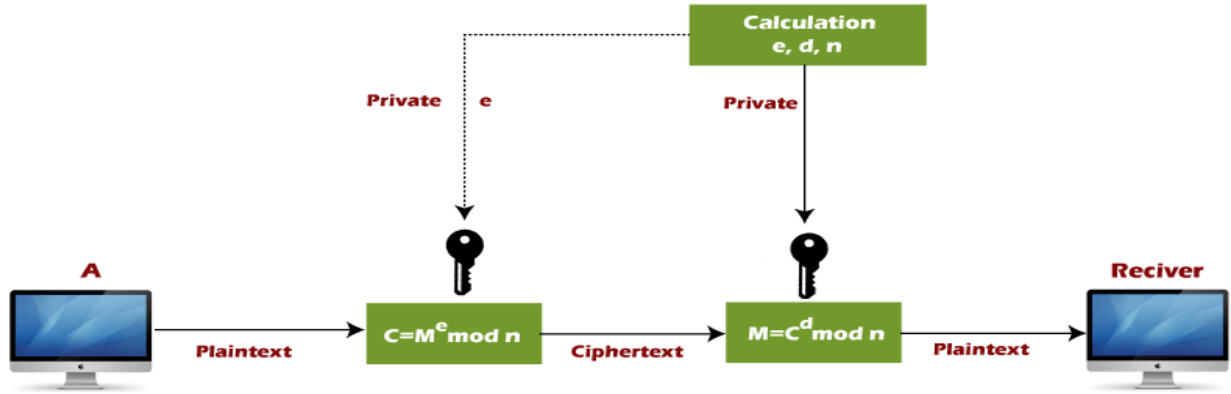 Calculation
e, d, n
Private e
Private
A
Reciver
C=M^e mod n
M=C^d mod n
Plaintext
Ciphertext
Plaintext